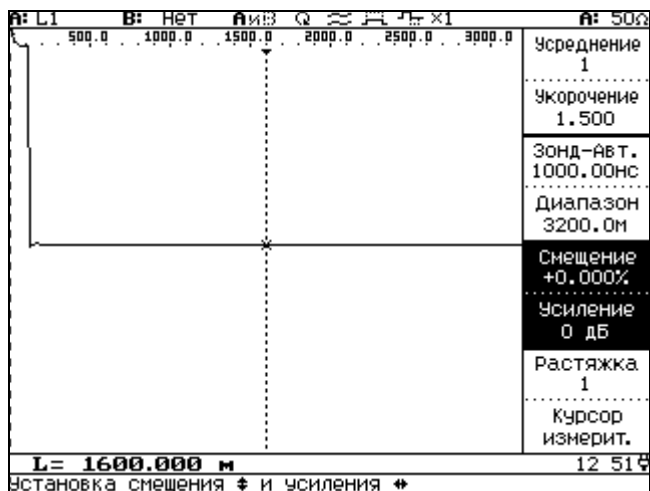 A: L1 B: Нет АиВ ×1 A: 50Ω
500.0 1000.0 1500.0 2000.0 2500.0 3000.0
Усреднение
1
Укорочение
1.500
Зонд-Авт.
1000.00нс
Диапазон
3200.0м
Смещение
+0.000%
Усиление
0 дБ
Растяжка
1
Курсор
измерит.
L= 1600.000 м 12 51
Установка смещения и усиления